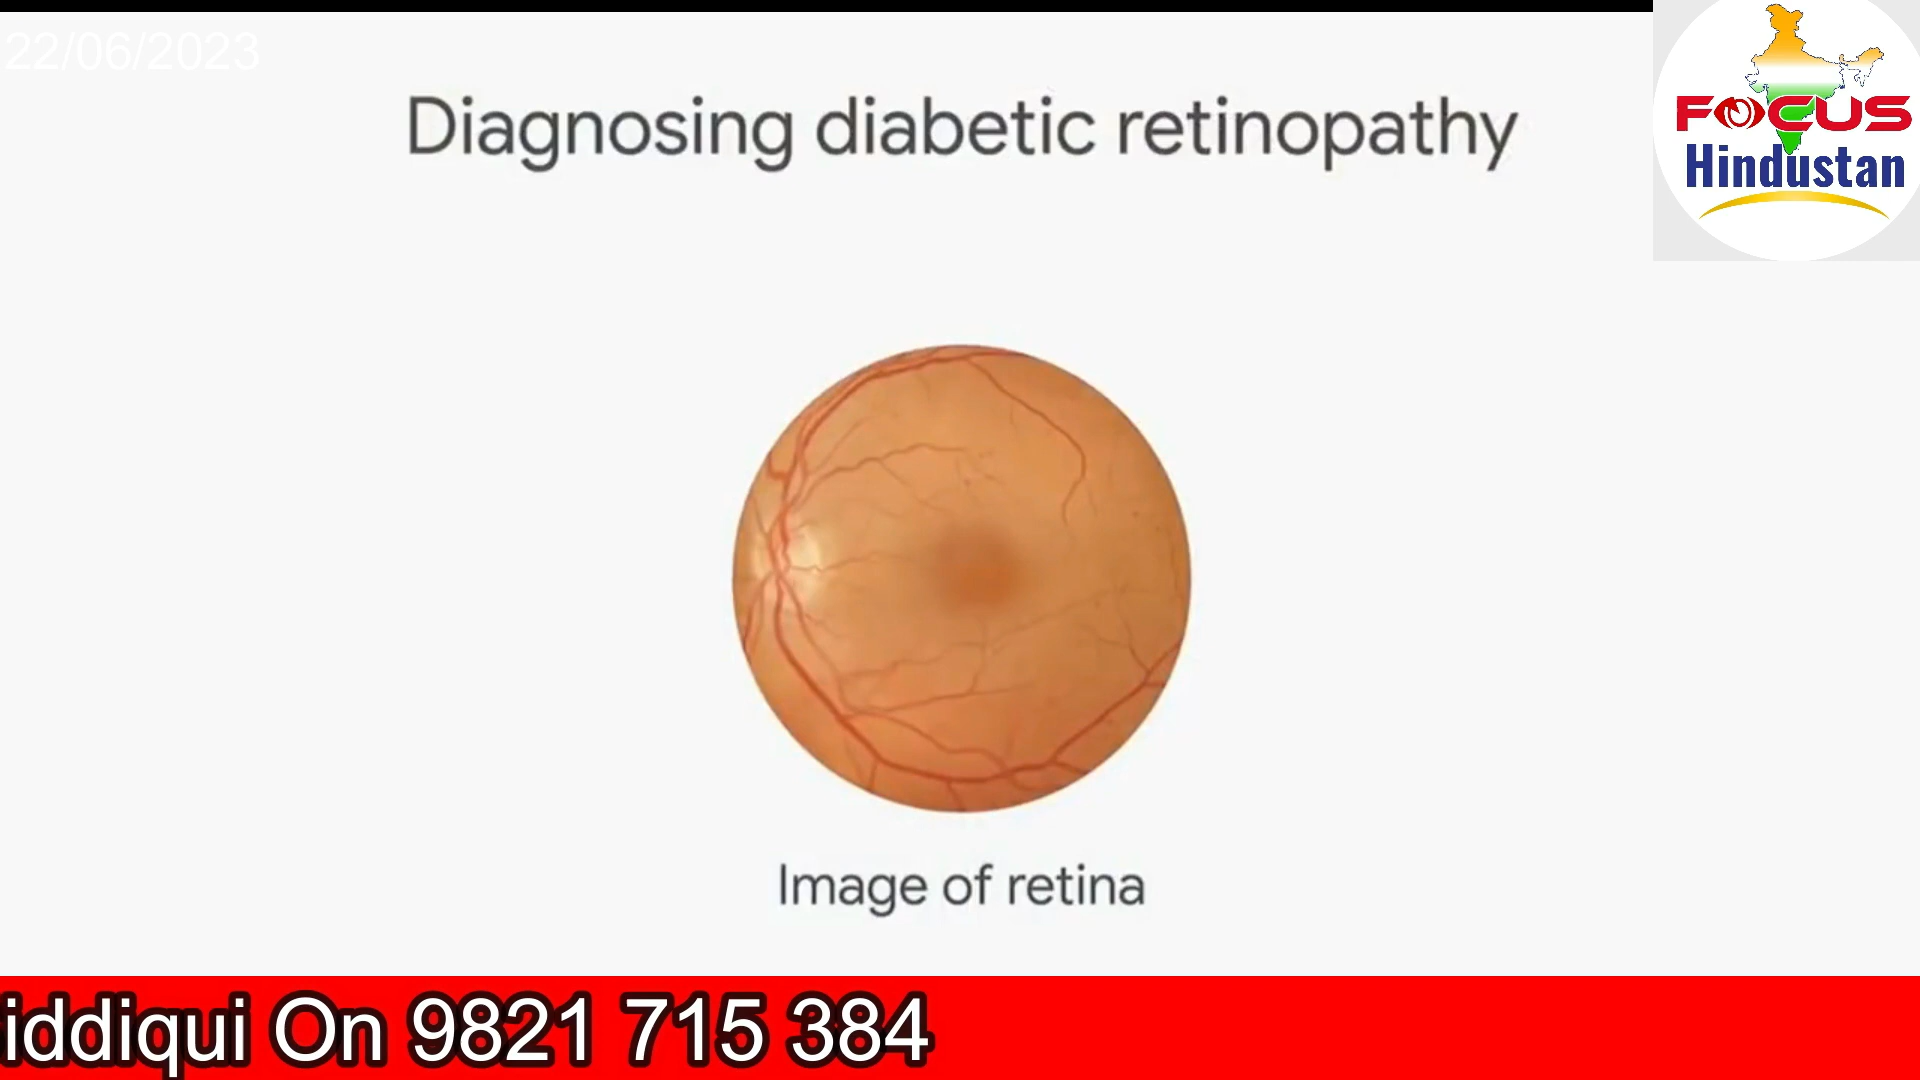 22/06/2023
Diagnosing diabetic retinopathy
FOCUS
Hindustan
Image of retina
iddiqui On 9821 715 384